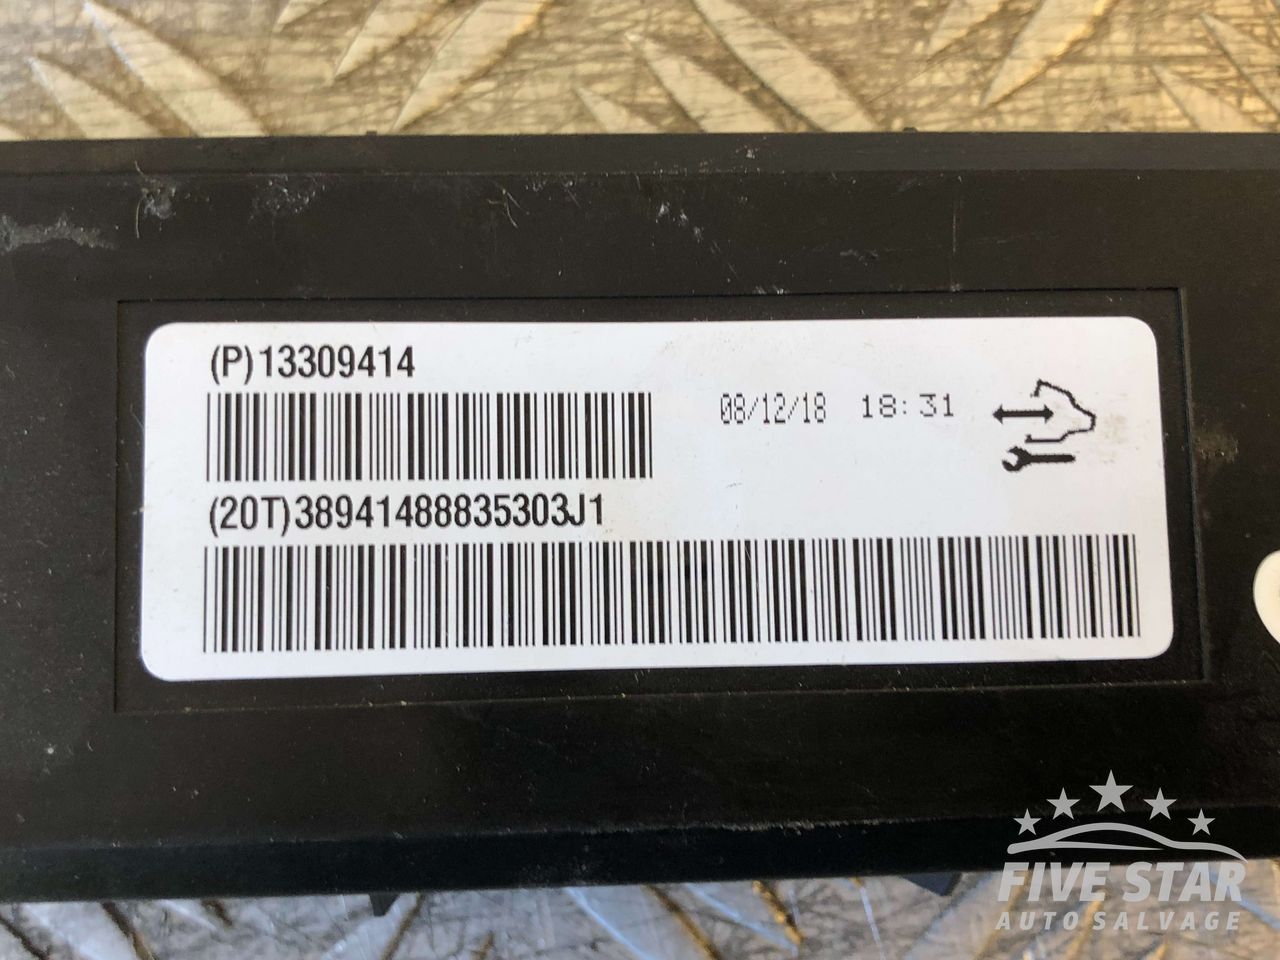 (P)13309414
08/12/18 18:31
(20T)38941488835303J1
FIVE STAR
AUTO SALVAGE